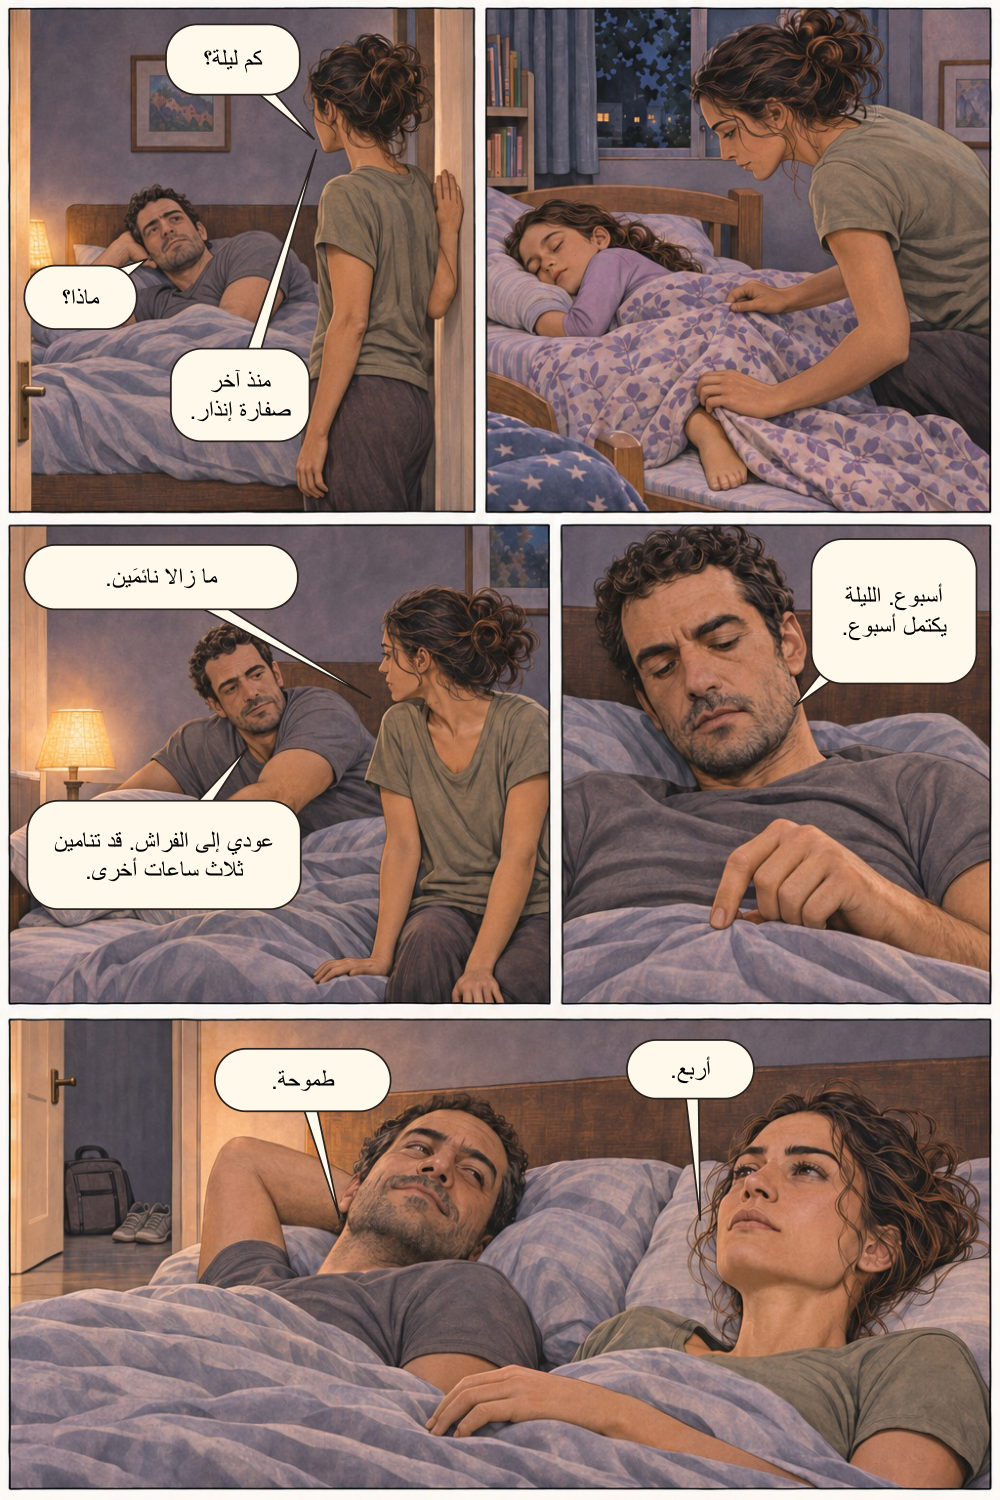 كم ليلة؟
ماذا؟
منذ آخر
صفارة إنذار.
ما زالا نائمَين.
عودي إلى الفراش. قد تنامين
ثلاث ساعات أخرى.
أسبوع. الليلة
يكتمل أسبوع.
أربع.
طموحة.